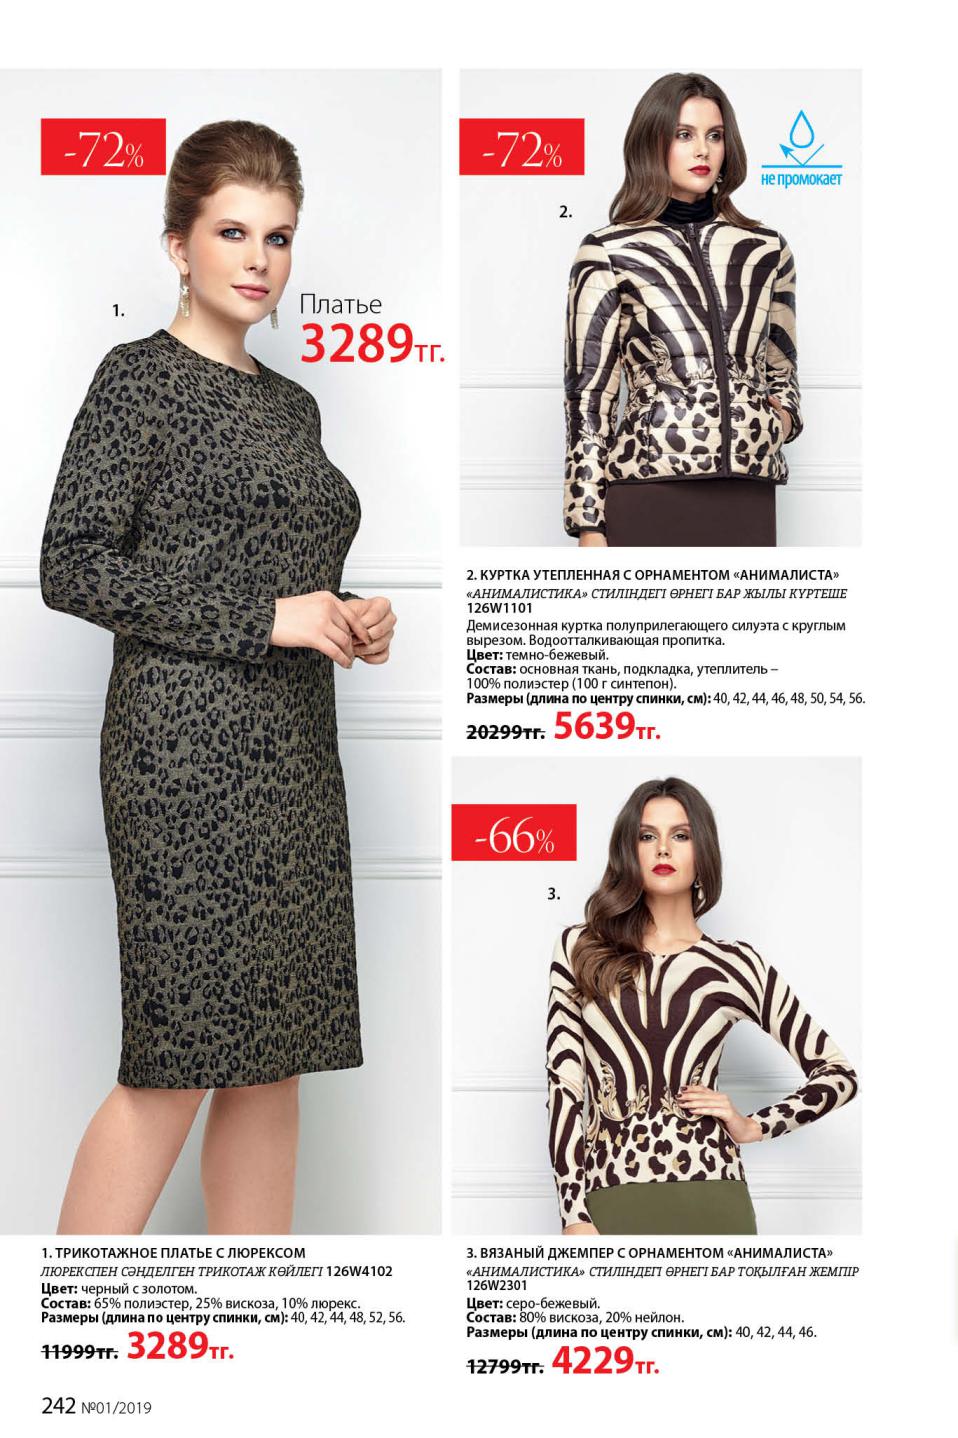 -72%
1.
Платье
3289тг.
-72%
2.
не промокает
2. КУРТКА УТЕПЛЕННАЯ С ОРНАМЕНТОМ «АНИМАЛИСТА»
«АНИМАЛИСТИКА» СТИЛІНДЕГІ ӨРНЕГІ БАР ЖЫЛЫ КҮРТЕШЕ
126W1101
Демисезонная куртка полуприлегающего силуэта с круглым
вырезом. Водоотталкивающая пропитка.
Цвет: темно-бежевый.
Состав: основная ткань, подкладка, утеплитель –
100% полиэстер (100 г синтепон).
Размеры (длина по центру спинки, см): 40, 42, 44, 46, 48, 50, 54, 56.
20299тг. 5639тг.
-66%
3.
1. ТРИКОТАЖНОЕ ПЛАТЬЕ С ЛЮРЕКСОМ
ЛЮРЕКСПЕН СӘНДЕЛГЕН ТРИКОТАЖ КӨЙЛЕГІ 126W4102
Цвет: черный с золотом.
Состав: 65% полиэстер, 25% вискоза, 10% люрекс.
Размеры (длина по центру спинки, см): 40, 42, 44, 48, 52, 56.
11999тг. 3289тг.
3. ВЯЗАНЫЙ ДЖЕМПЕР С ОРНАМЕНТОМ «АНИМАЛИСТА»
«АНИМАЛИСТИКА» СТИЛІНДЕГІ ӨРНЕГІ БАР ТОҚЫЛҒАН ЖЕМПІР
126W2301
Цвет: серо-бежевый.
Состав: 80% вискоза, 20% нейлон.
Размеры (длина по центру спинки, см): 40, 42, 44, 46.
12799тг. 4229тг.
242 №01/2019